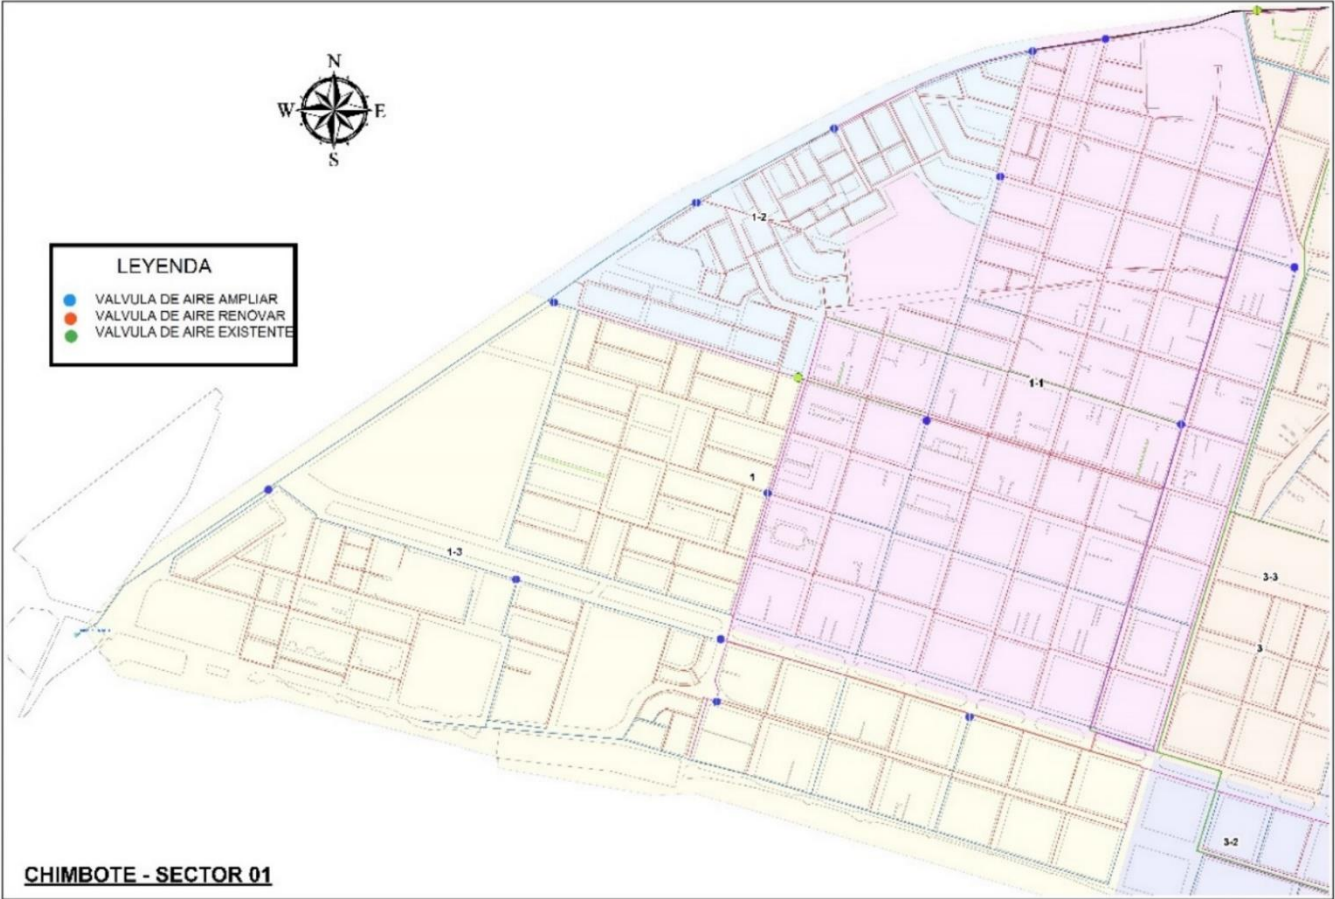 N
W E
S
1-2
LEYENDA
VALVULA DE AIRE AMPLIAR
VALVULA DE AIRE RENOVAR
VALVULA DE AIRE EXISTENTE
1-1
1
1-3
3-3
3
3-2
CHIMBOTE - SECTOR 01